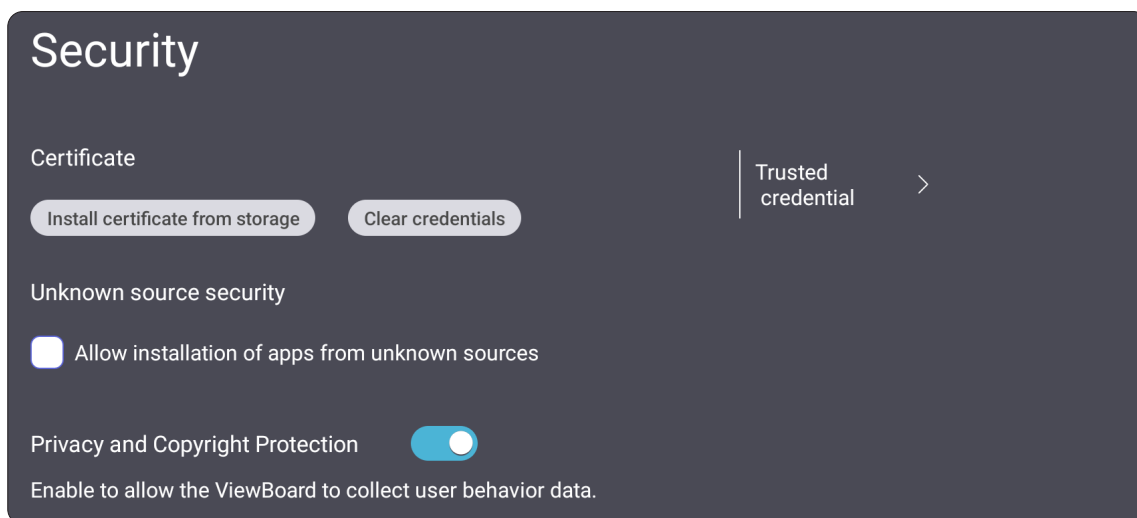 Security
Certificate
Install certificate from storage
Clear credentials
Trusted
credential
Unknown source security
Allow installation of apps from unknown sources
Privacy and Copyright Protection
Enable to allow the ViewBoard to collect user behavior data.